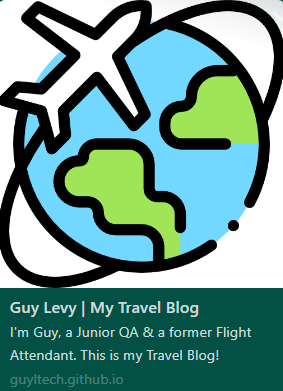 Guy Levy | My Travel Blog
I'm Guy, a Junior QA & a former Flight
Attendant. This is my Travel Blog!
guyltech.github.io